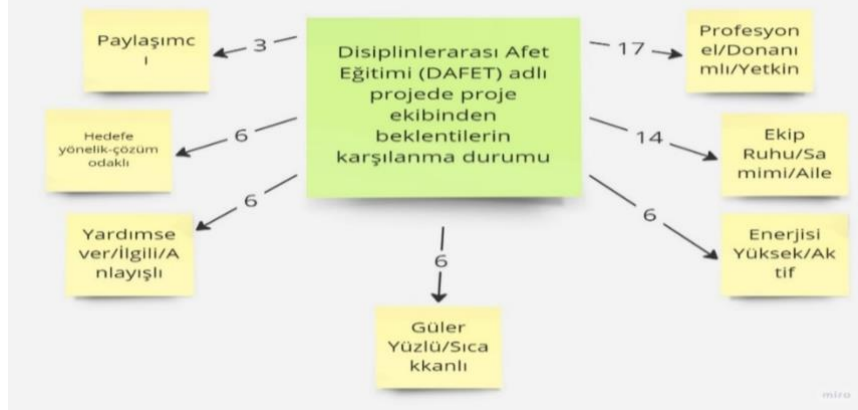 Paylaşımc
ı
3
Disiplinlerarası Afet
Eğitimi (DAFET) adlı
projede proje
ekibinden
beklentilerin
karşılanma durumu
17
Profesyon
el/Donanı
mlı/Yetkin
Hedefe
yönelik-çözüm
odaklı
6
14
Ekip
Ruhu/Sa
mimi/Aile
Yardımse
ver/İlgili/A
nlayışlı
6
6
Enerjisi
Yüksek/Ak
tif
6
Güler
Yüzlü/Sıca
kkanlı
miro